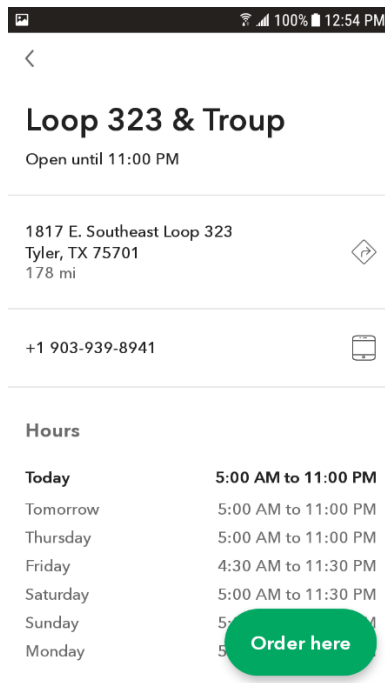 100% 12:54 PM
Loop 323 & Troup
Open until 11:00 PM
1817 E. Southeast Loop 323
Tyler, TX 75701
178 mi
+1 903-939-8941
Hours
Today 5:00 AM to 11:00 PM
Tomorrow 5:00 AM to 11:00 PM
Thursday 5:00 AM to 11:00 PM
Friday 4:30 AM to 11:30 PM
Saturday 5:00 AM to 11:30 PM
Sunday
Monday
Order here